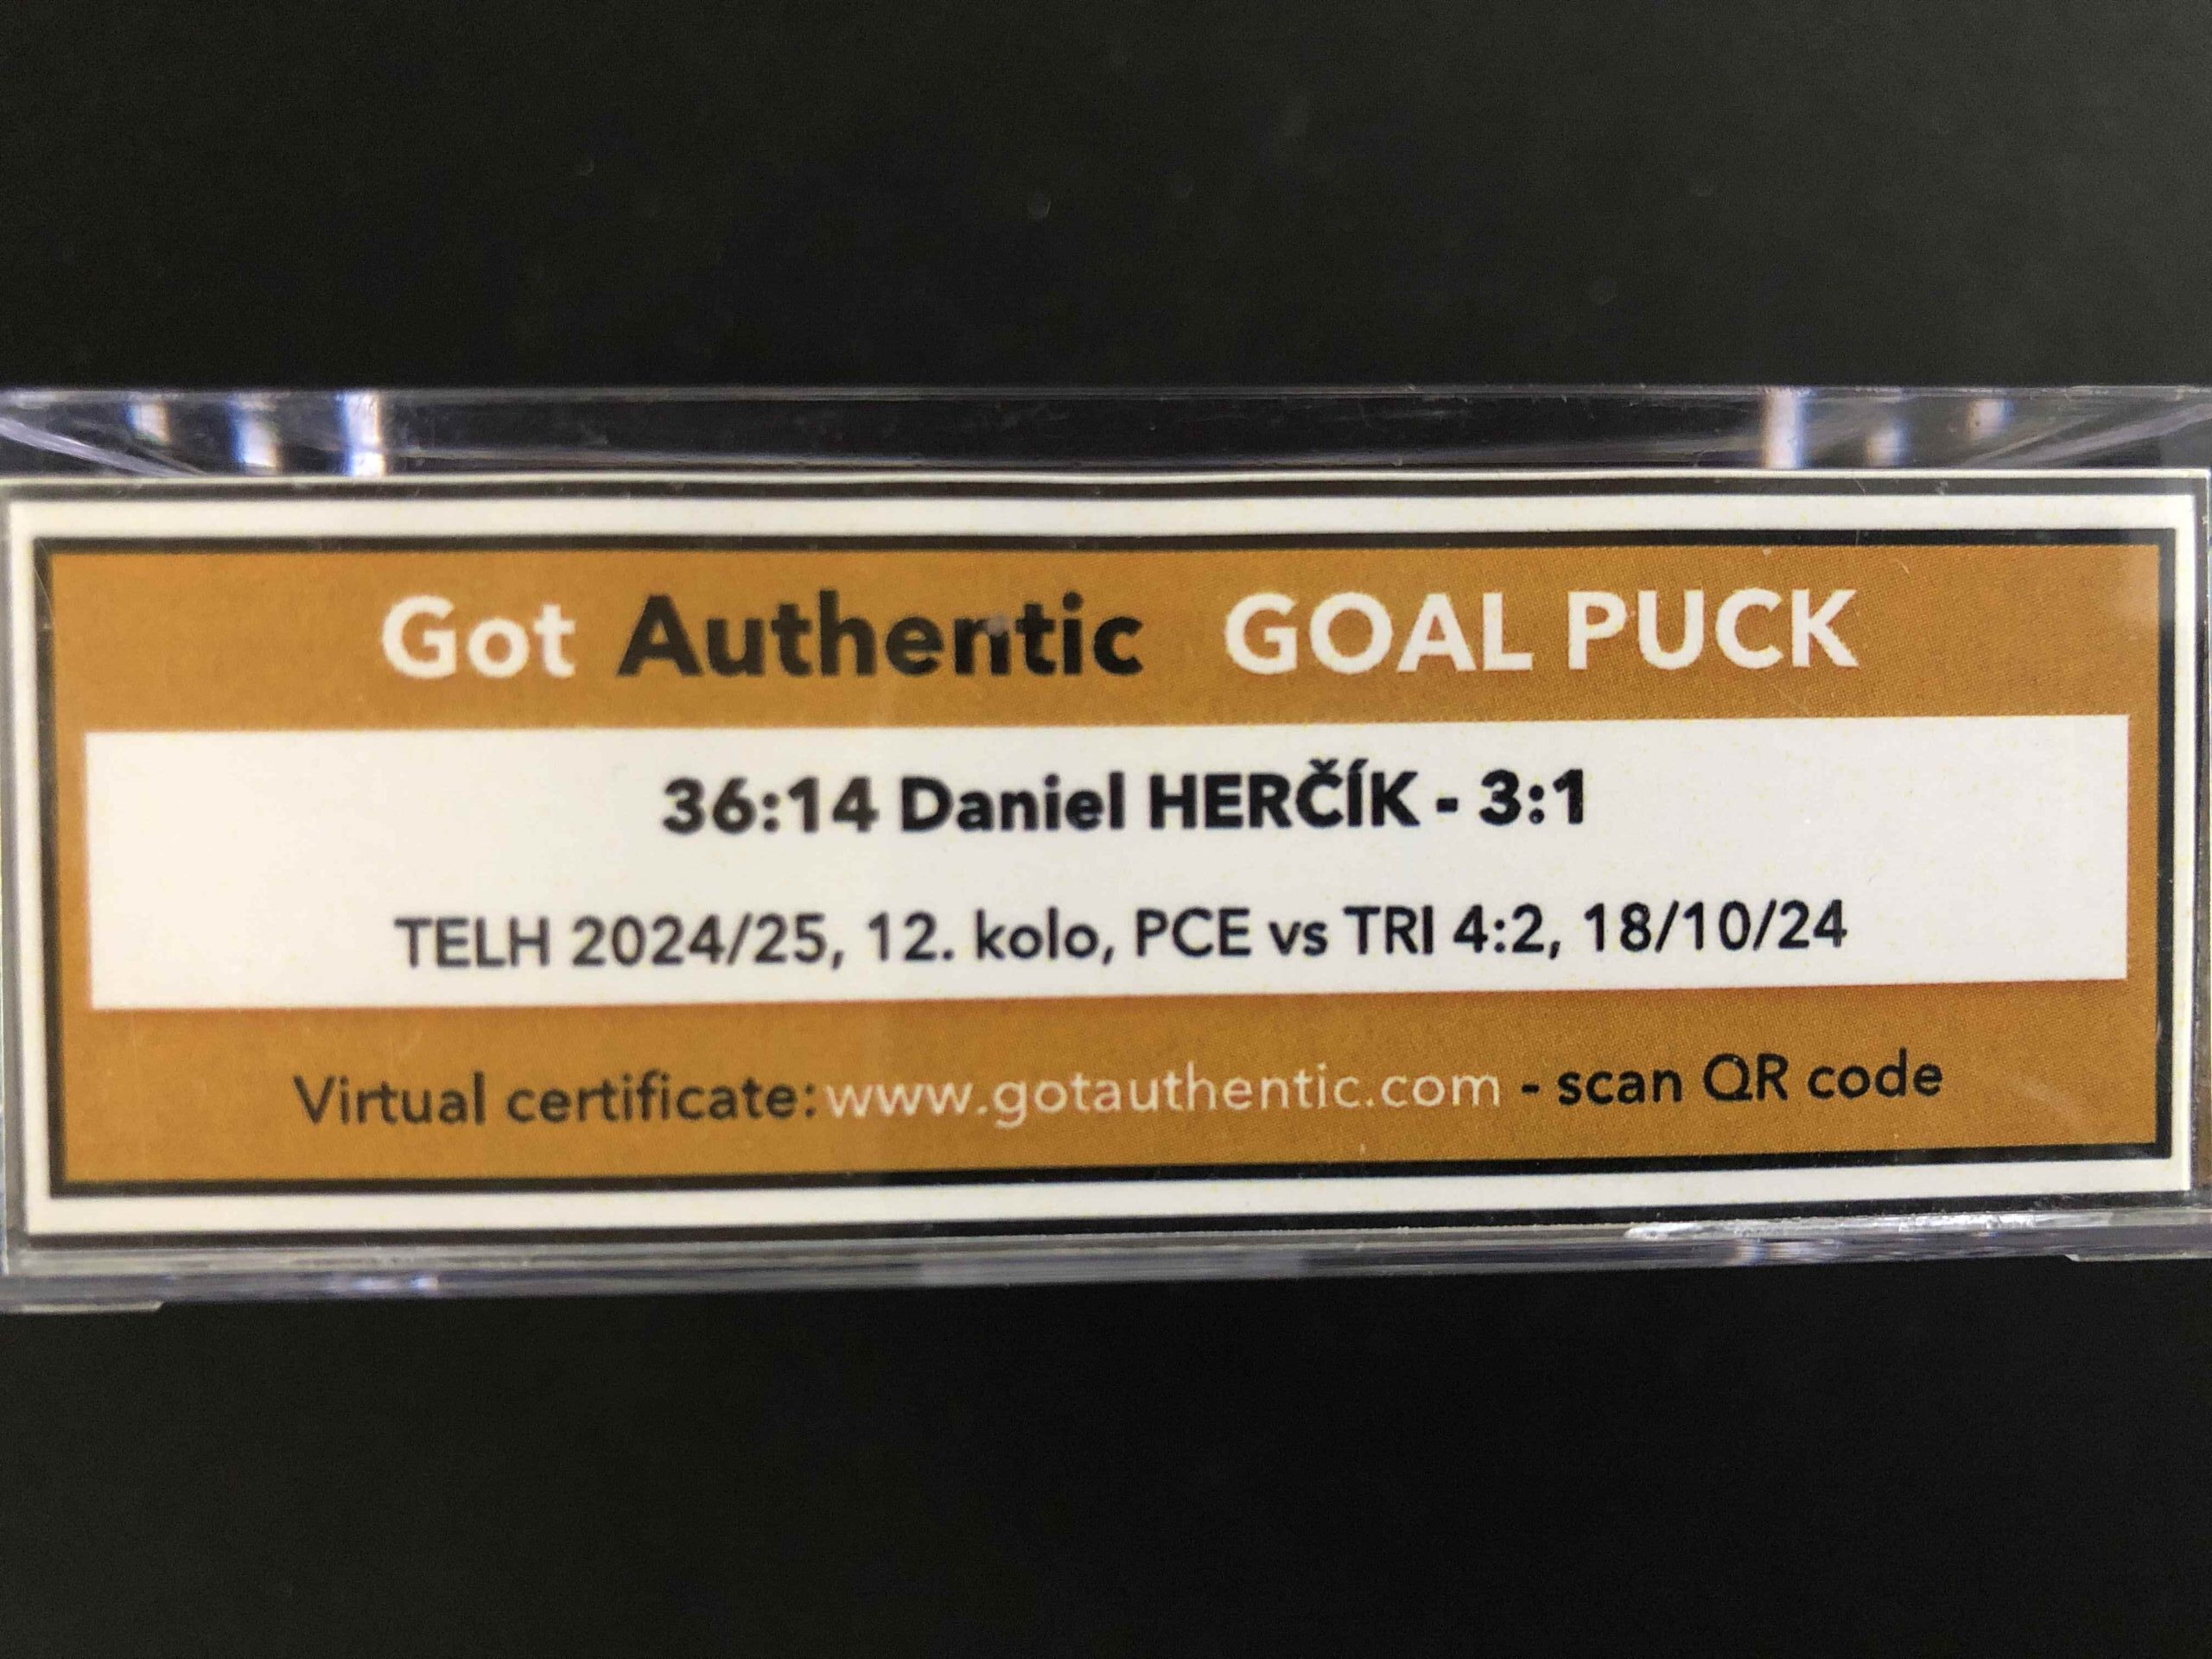 Got Authentic GOAL PUCK
36:14 Daniel HERČÍK - 3:1
TELH 2024/25, 12. kolo, PCE vs TRI 4:2, 18/10/24
Virtual certificate: www.gotauthentic.com - scan QR code